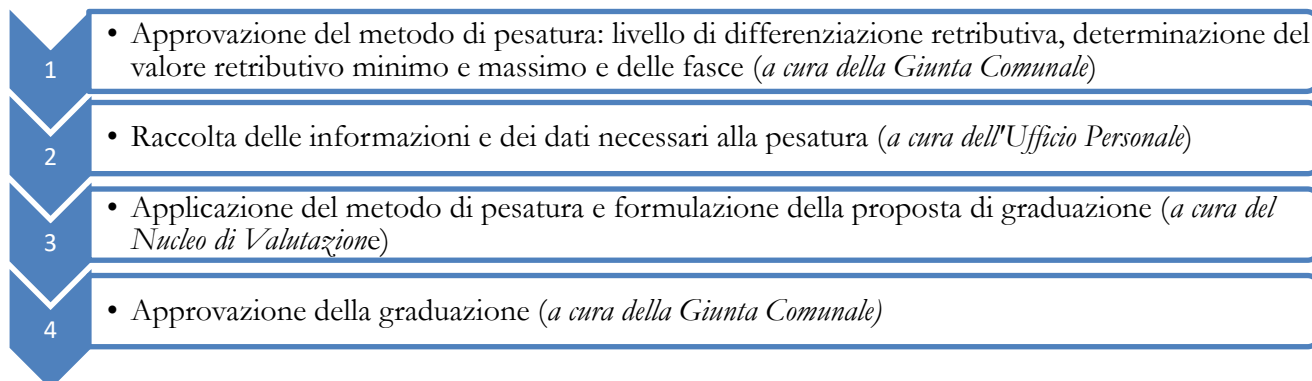 1
• Approvazione del metodo di pesatura: livello di differenziazione retributiva, determinazione del
valore retributivo minimo e massimo e delle fasce (a cura della Giunta Comunale)
2
• Raccolta delle informazioni e dei dati necessari alla pesatura (a cura dell'Ufficio Personale)
3
• Applicazione del metodo di pesatura e formulazione della proposta di graduazione (a cura del
Nucleo di Valutazione)
4
• Approvazione della graduazione (a cura della Giunta Comunale)